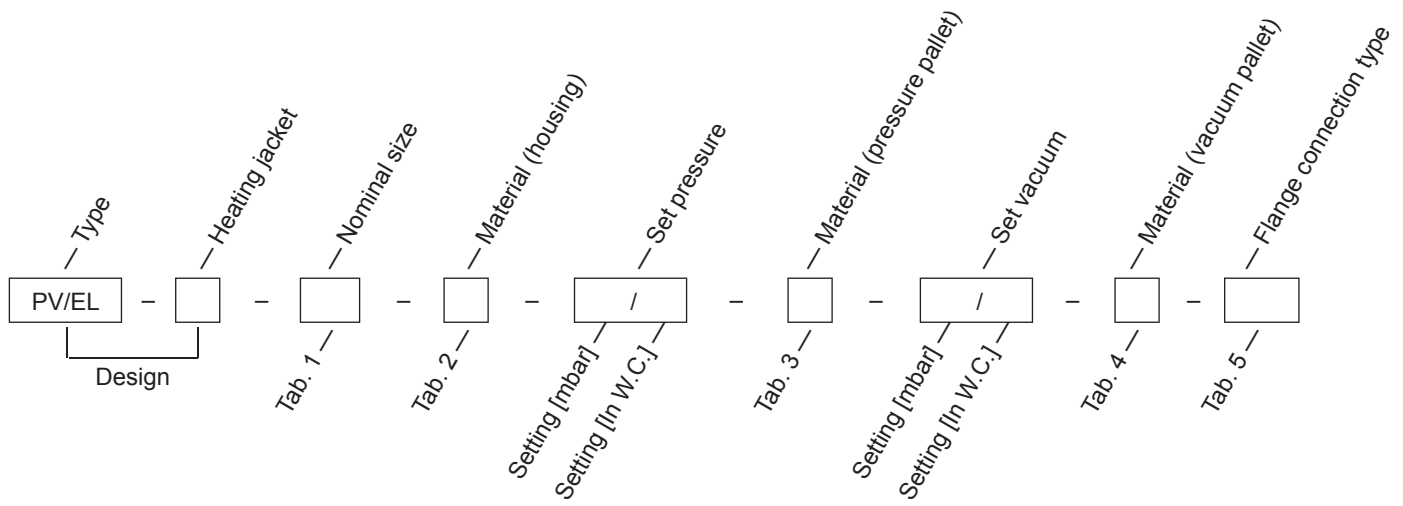 Type
Heating jacket
Nominal size
Material (housing)
Set pressure
Material (pressure pallet)
Set vacuum
Material (vacuum pallet)
Flange connection type
PV/EL – – – – / – – / – –
Design
Tab. 1
Tab. 2
Setting [mbar]
Setting [In W.C.]
Tab. 3
Setting [mbar]
Setting [In W.C.]
Tab. 4
Tab. 5